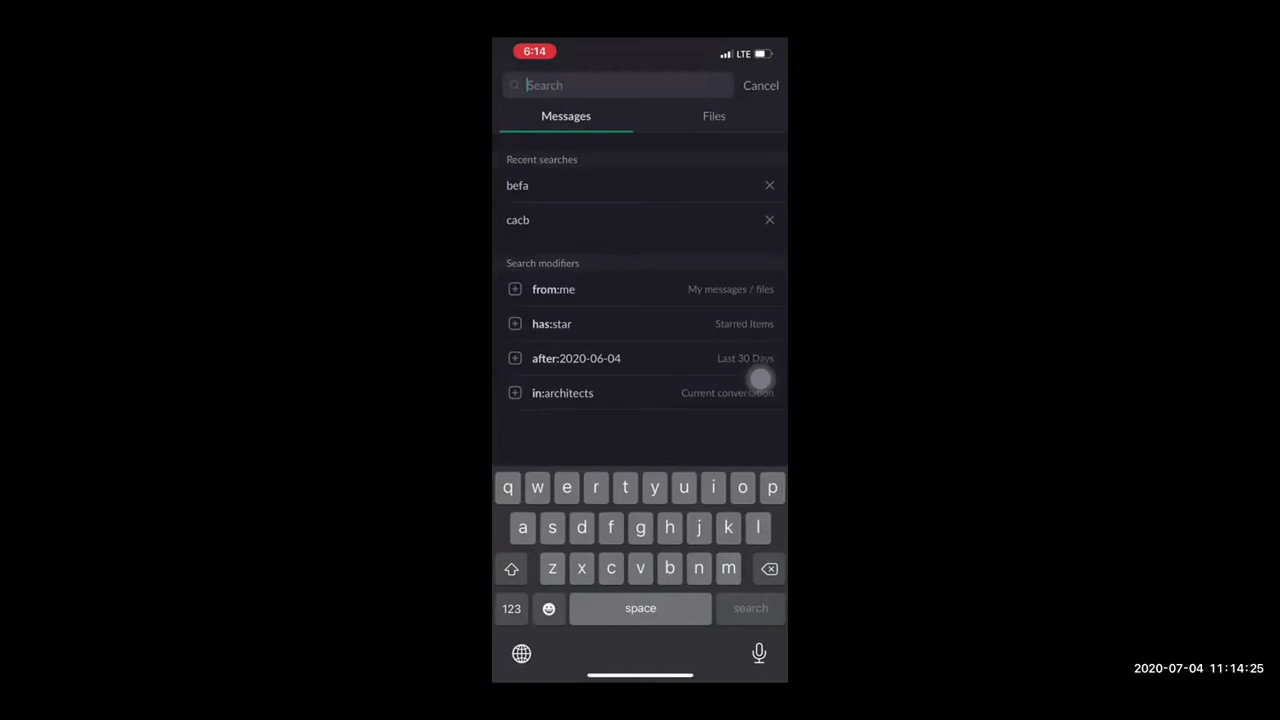 6:14 LTE
Search Cancel
Messages Files
Recent searches
befa
cacb
Search modifiers
from:me My messages / files
has:star Starred Items
after:2020-06-04 Last 30 Days
in:architects Current conversation
q w e r t y u i o p
a s d f g h j k l
z x c v b n m
123 space search
2020-07-04 11:14:25